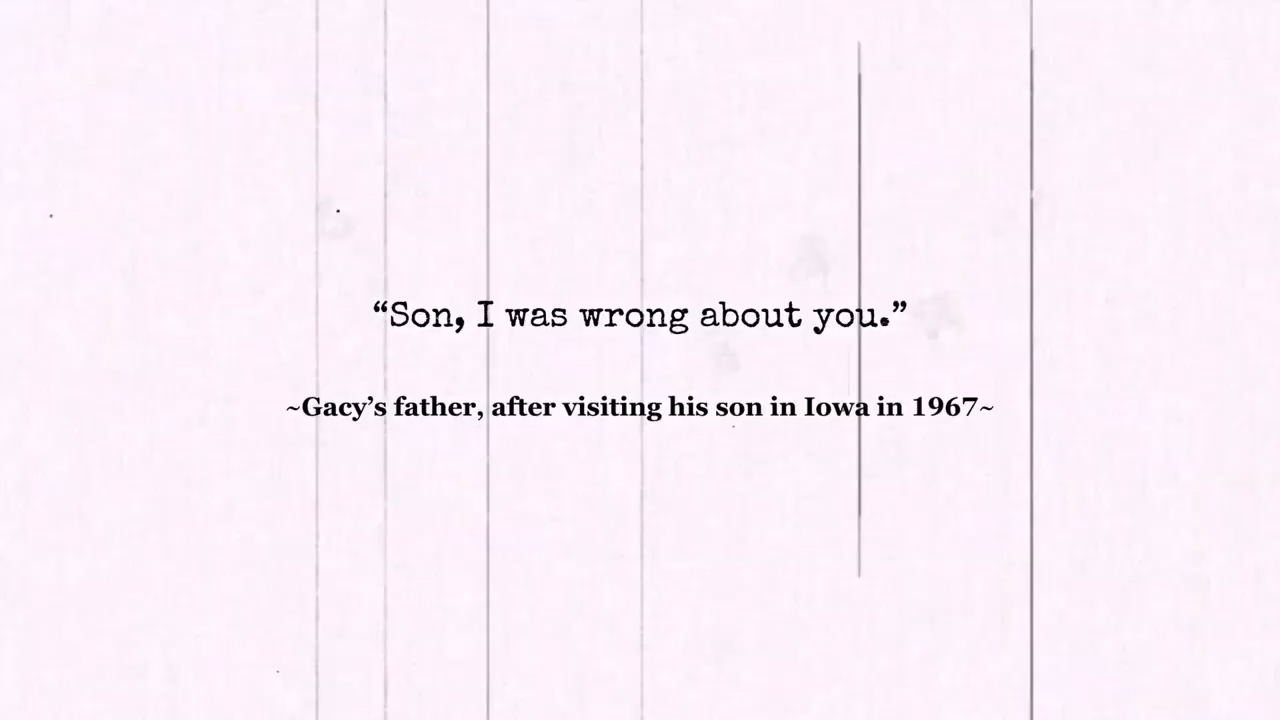 “Son, I was wrong about you.”
~Gacy’s father, after visiting his son in Iowa in 1967~